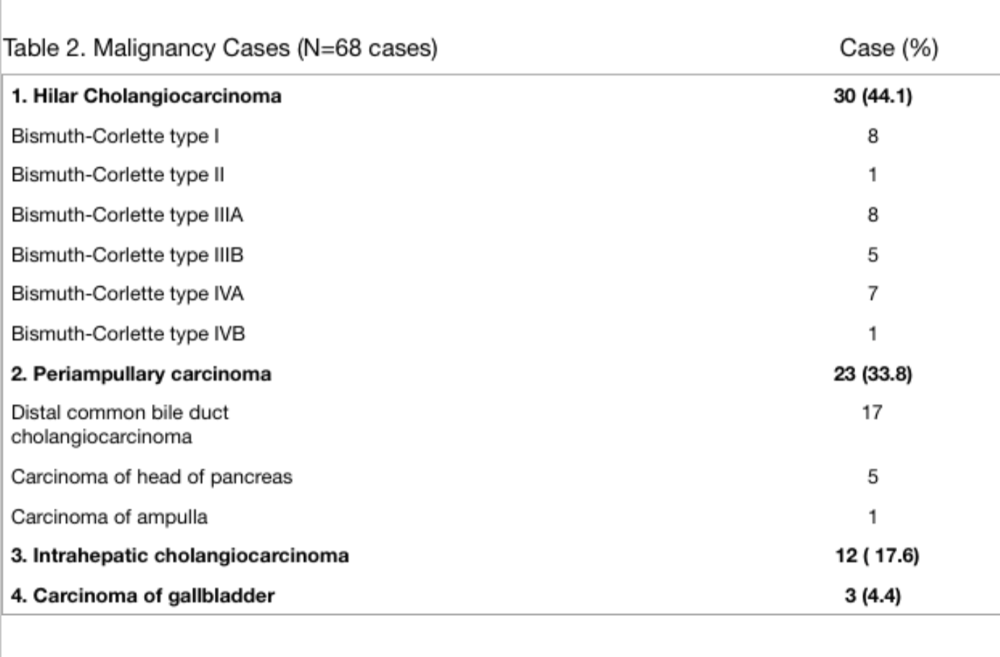 Table 2. Malignancy Cases (N=68 cases) Case (%)
1. Hilar Cholangiocarcinoma 30 (44.1)
Bismuth-Corlette type I 8
Bismuth-Corlette type II 1
Bismuth-Corlette type IIIA 8
Bismuth-Corlette type IIIB 5
Bismuth-Corlette type IVA 7
Bismuth-Corlette type IVB 1
2. Periampullary carcinoma 23 (33.8)
Distal common bile duct 17
cholangiocarcinoma
Carcinoma of head of pancreas 5
Carcinoma of ampulla 1
3. Intrahepatic cholangiocarcinoma 12 ( 17.6)
4. Carcinoma of gallbladder 3 (4.4)